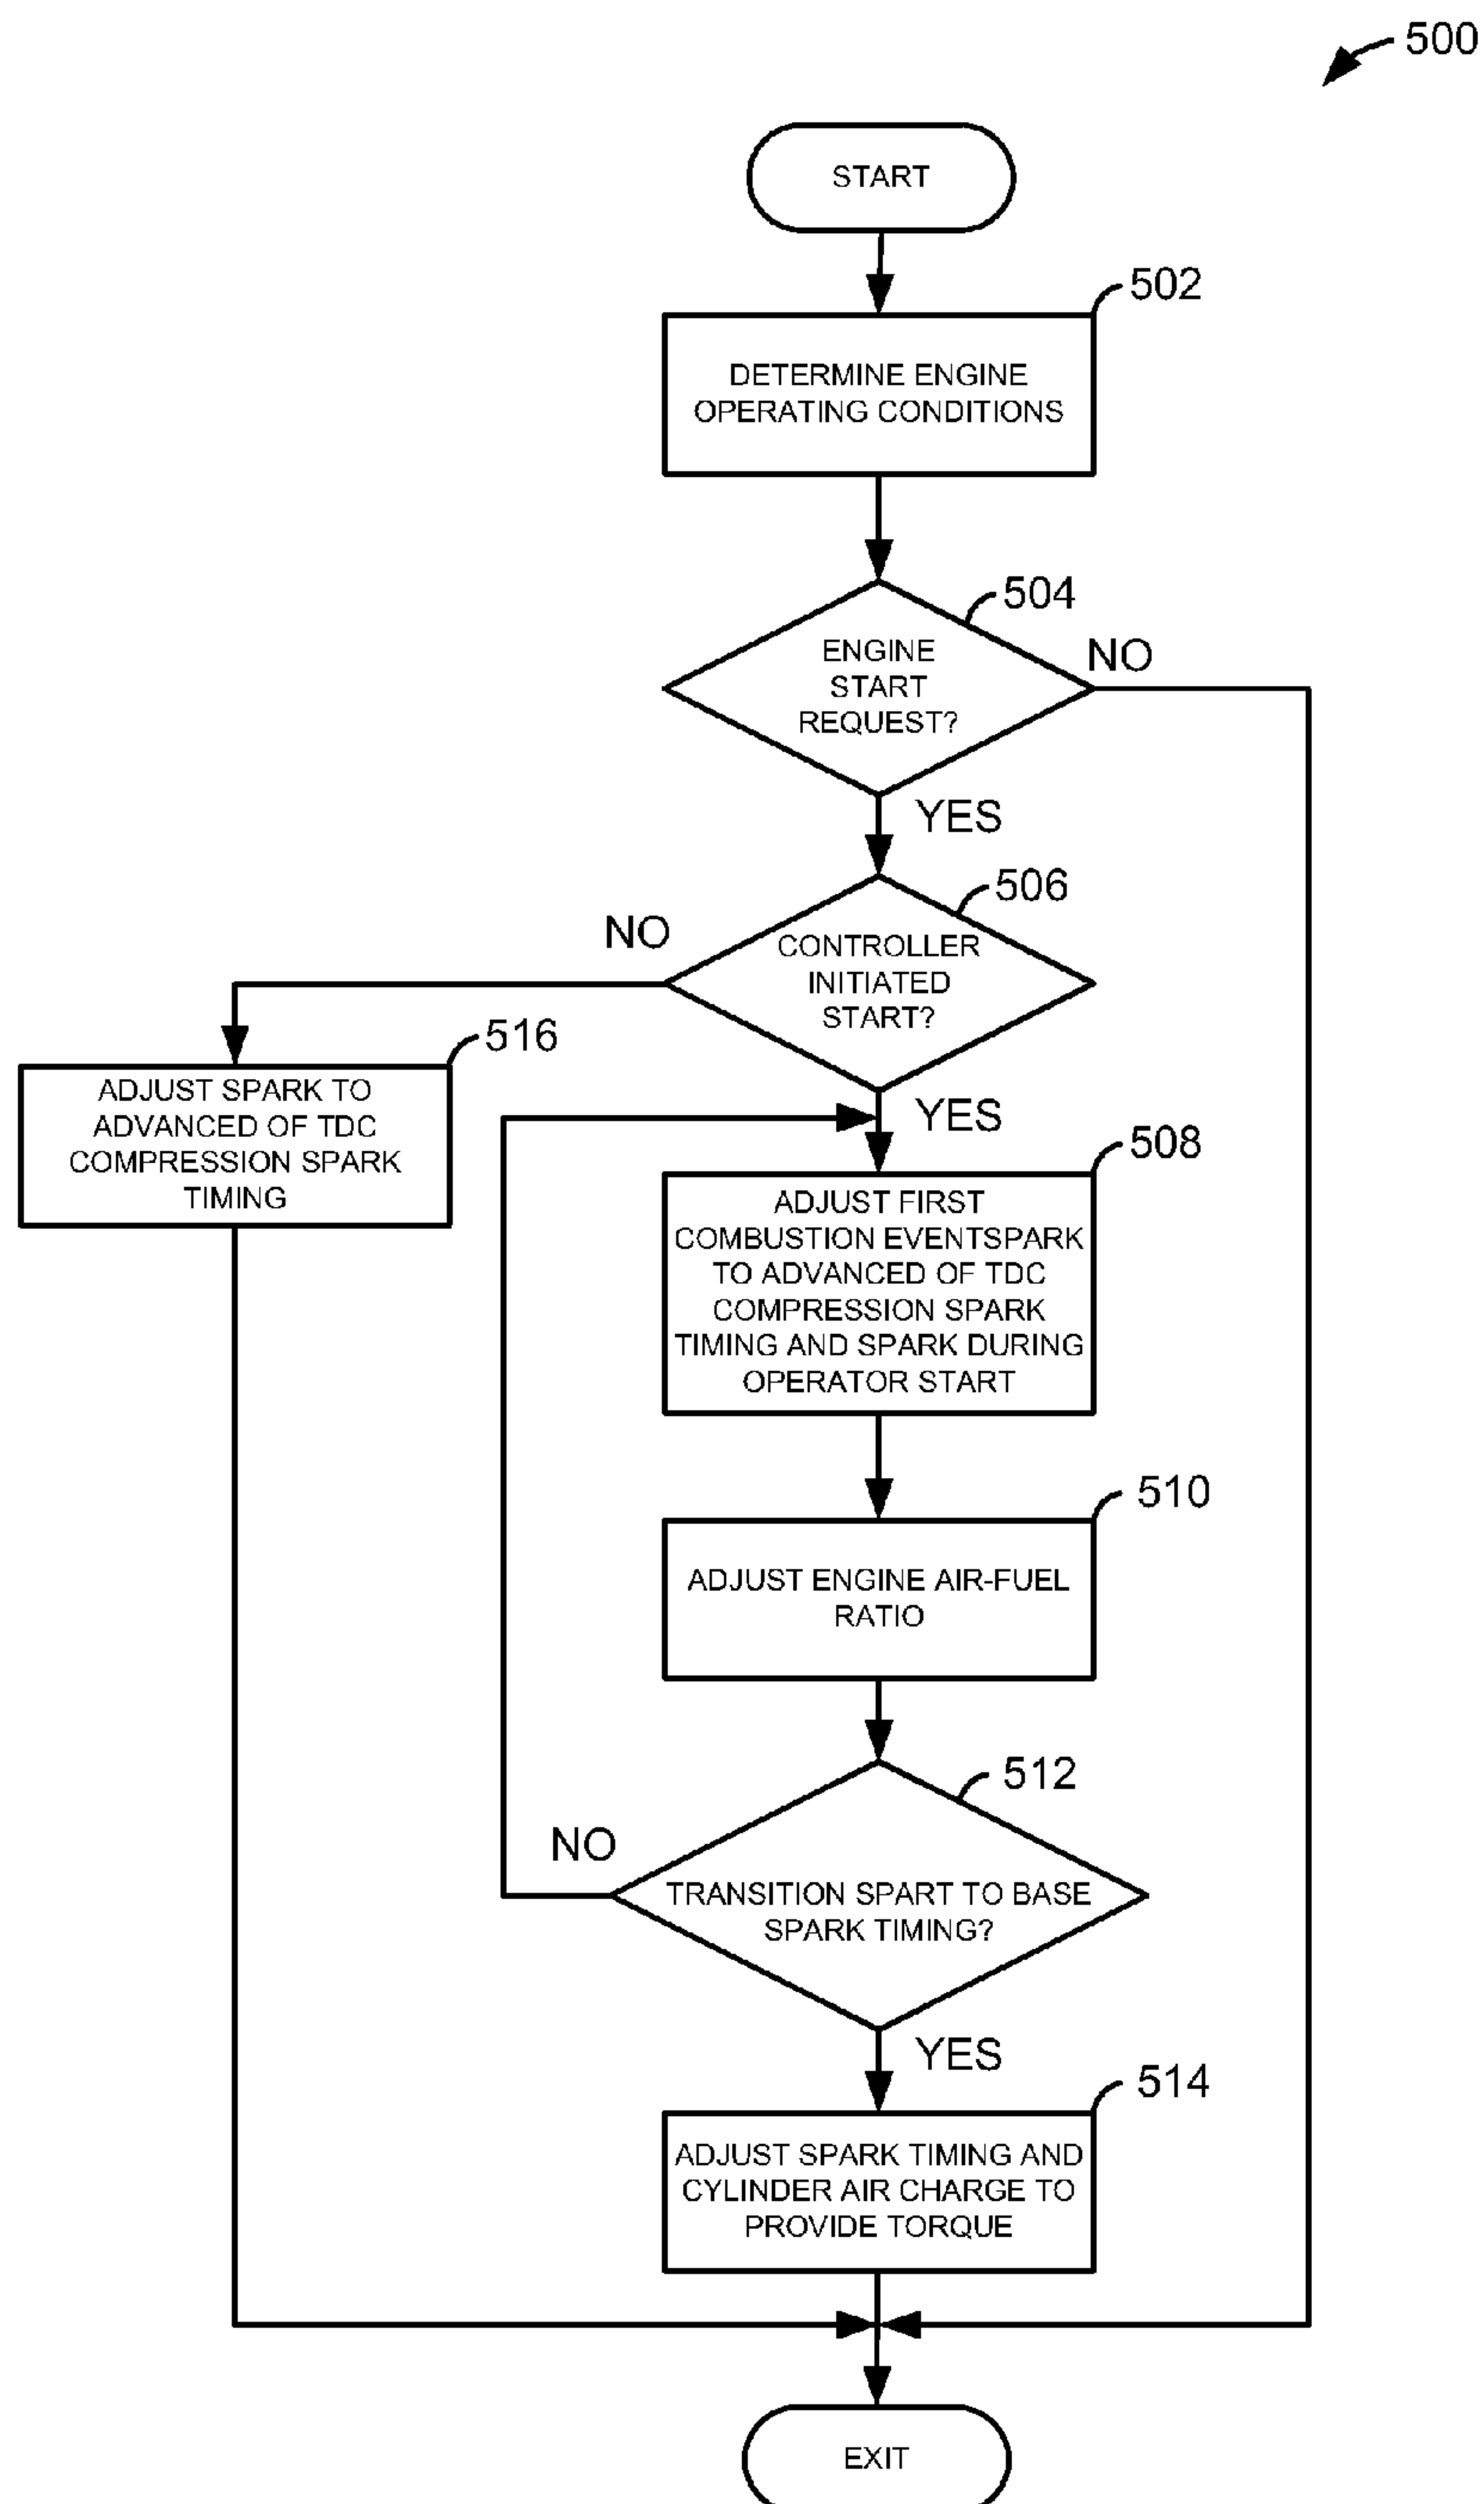 500
START
502
DETERMINE ENGINE
OPERATING CONDITIONS
504
ENGINE
START
REQUEST?
NO
YES
506
CONTROLLER
INITIATED
START?
NO
YES
516
ADJUST SPARK TO
ADVANCED OF TDC
COMPRESSION SPARK
TIMING
508
ADJUST FIRST
COMBUSTION EVENTSPARK
TO ADVANCED OF TDC
COMPRESSION SPARK
TIMING AND SPARK DURING
OPERATOR START
510
ADJUST ENGINE AIR-FUEL
RATIO
512
TRANSITION SPART TO BASE
SPARK TIMING?
NO
YES
514
ADJUST SPARK TIMING AND
CYLINDER AIR CHARGE TO
PROVIDE TORQUE
EXIT